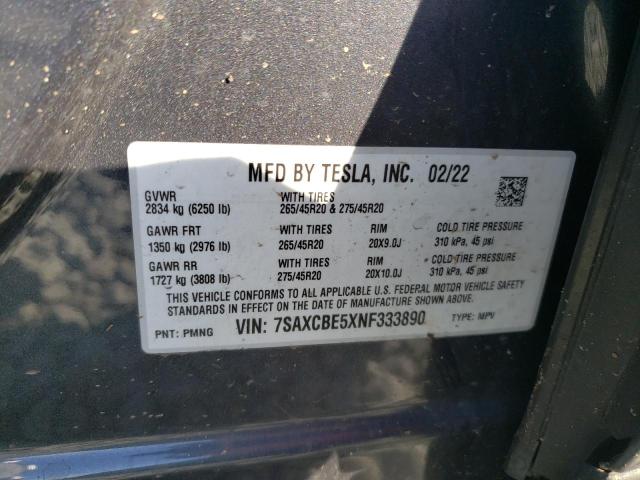 MFD BY TESLA, INC. 02/22
GVWR WITH TIRES
2834 kg (6250 lb) 265/45R20 & 275/45R20
GAWR FRT WITH TIRES RIM COLD TIRE PRESSURE
1350 kg (2976 lb) 265/45R20 20X9.0J 310 kPa, 45 psi
GAWR RR WITH TIRES RIM COLD TIRE PRESSURE
1727 kg (3808 lb) 275/45R20 20X10.0J 310 kPa, 45 psi
THIS VEHICLE CONFORMS TO ALL APPLICABLE U.S. FEDERAL MOTOR VEHICLE SAFETY
STANDARDS IN EFFECT ON THE DATE OF MANUFACTURE SHOWN ABOVE.
PNT: PMNG VIN: 7SAXCBE5XNF333890 TYPE: MPV